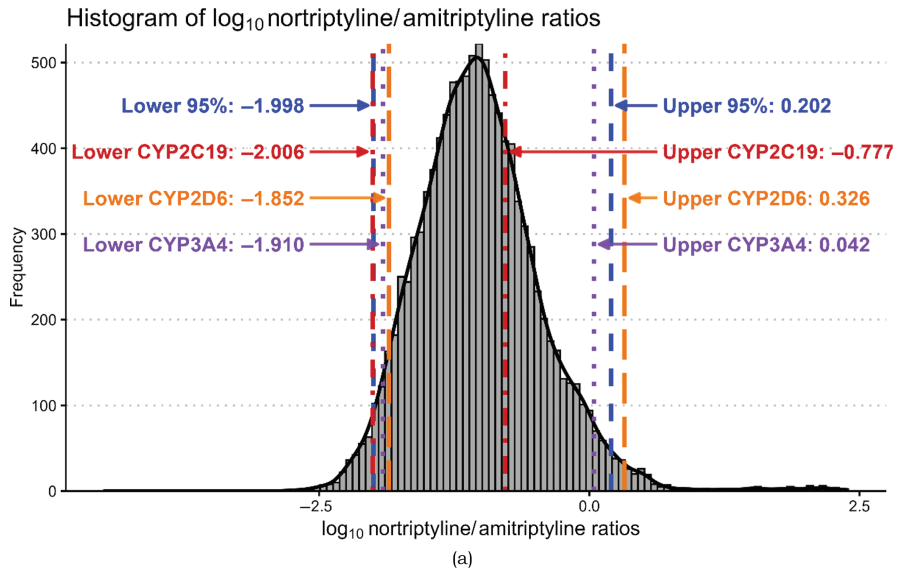 Histogram of log10 nortriptyline/amitriptyline ratios
500
400
300
200
100
0
Frequency
Lower 95%: –1.998
Upper 95%: 0.202
Lower CYP2C19: –2.006
Upper CYP2C19: –0.777
Lower CYP2D6: –1.852
Upper CYP2D6: 0.326
Lower CYP3A4: –1.910
Upper CYP3A4: 0.042
–2.5
0.0
2.5
log10 nortriptyline/amitriptyline ratios
(a)